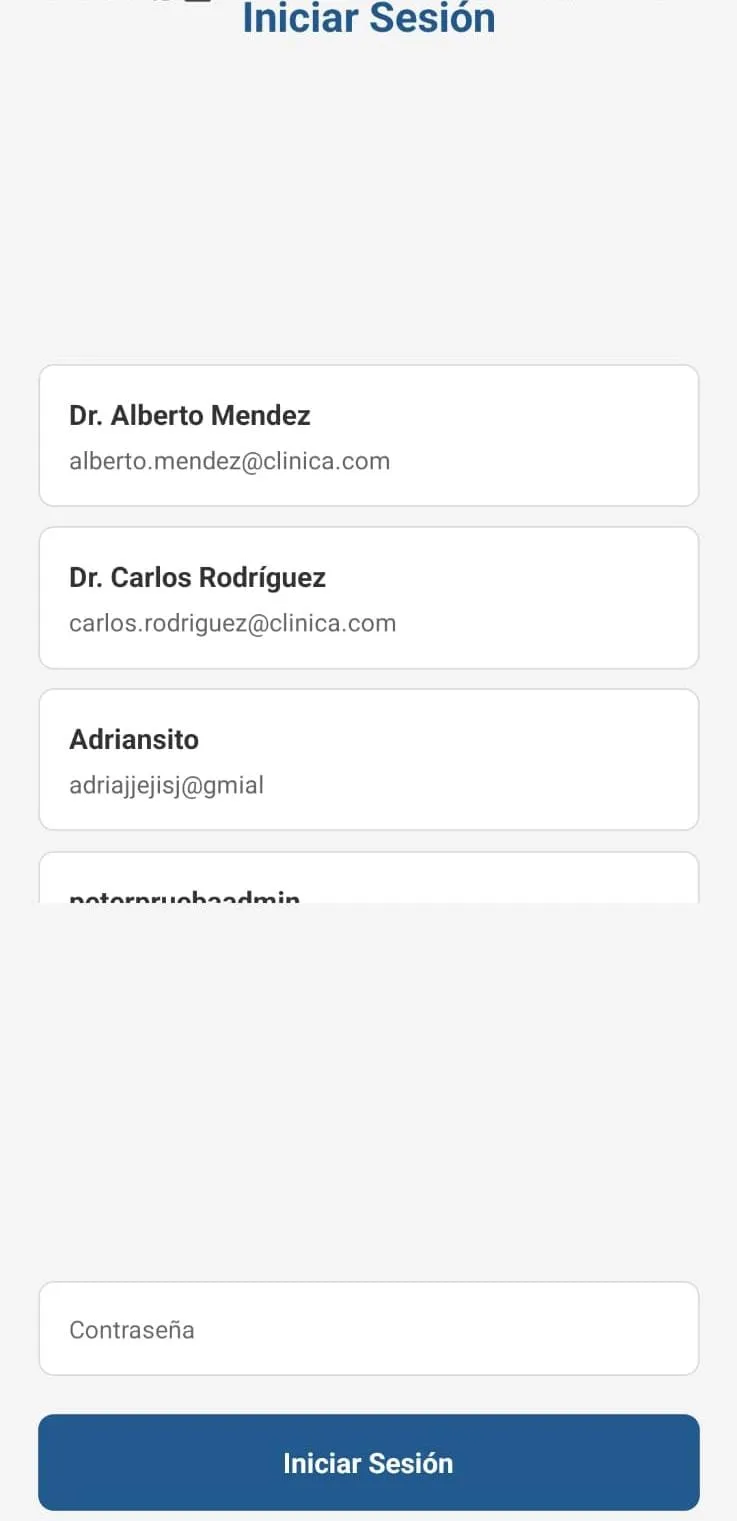 Iniciar Sesión
Dr. Alberto Mendez
alberto.mendez@clinica.com
Dr. Carlos Rodríguez
carlos.rodriguez@clinica.com
Adriansito
adriajjejisj@gmial
peterpruebaadmin
Contraseña
Iniciar Sesión